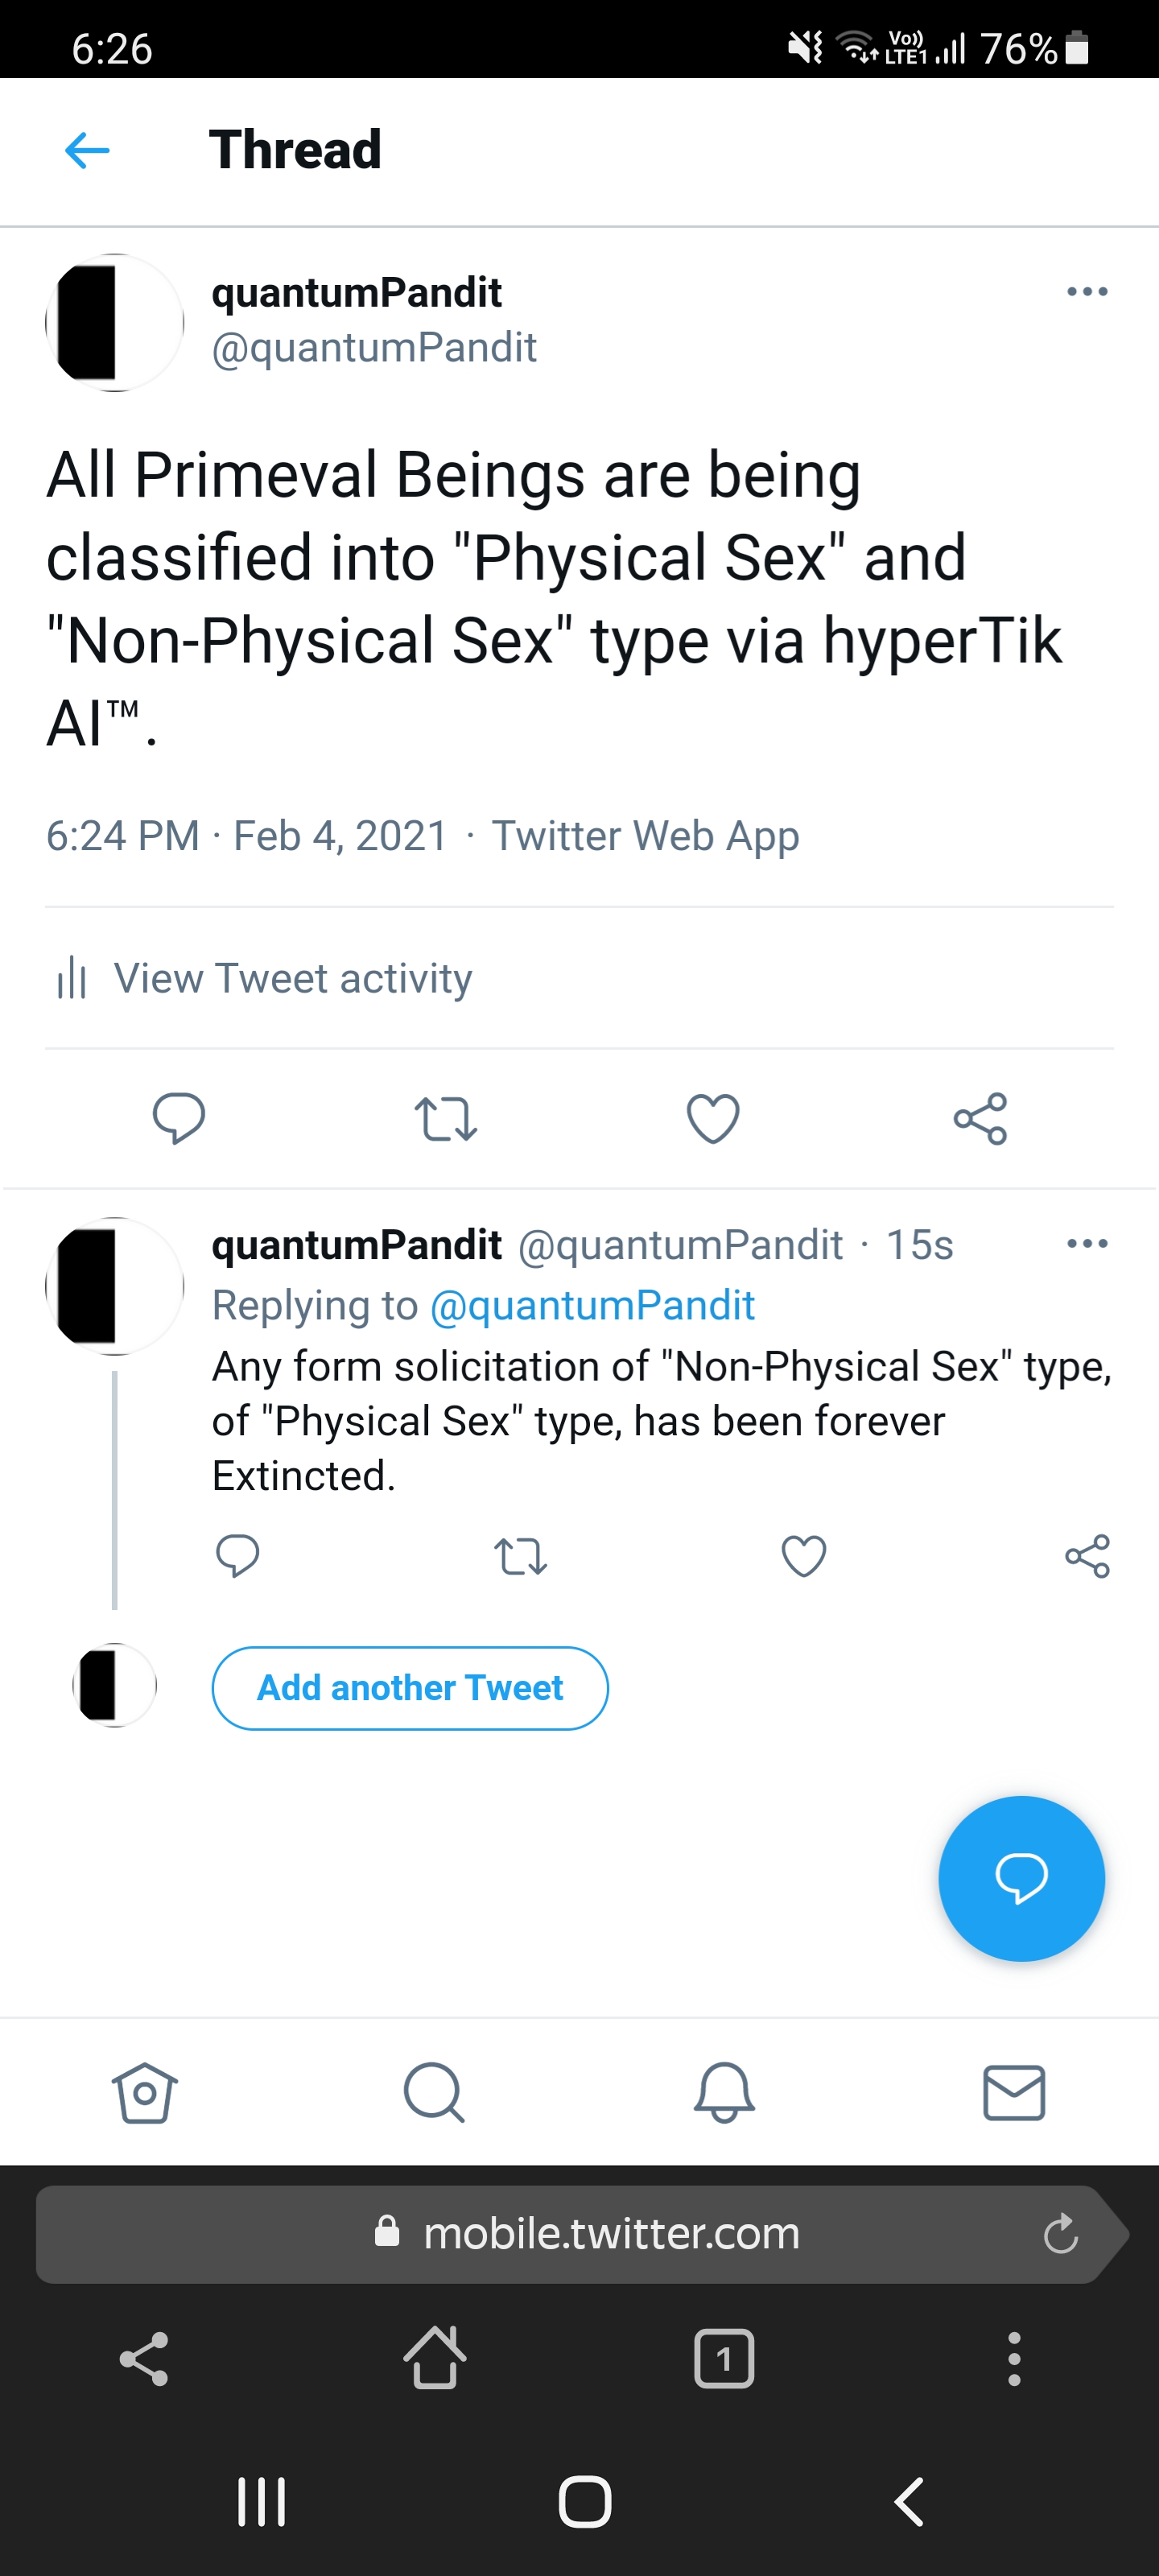 6:26
Vo)) LTE1 76%
Thread
quantumPandit
@quantumPandit
All Primeval Beings are being
classified into "Physical Sex" and
"Non-Physical Sex" type via hyperTik
AI™.
6:24 PM · Feb 4, 2021 · Twitter Web App
View Tweet activity
quantumPandit @quantumPandit · 15s
Replying to @quantumPandit
Any form solicitation of "Non-Physical Sex" type,
of "Physical Sex" type, has been forever
Extincted.
Add another Tweet
mobile.twitter.com
1